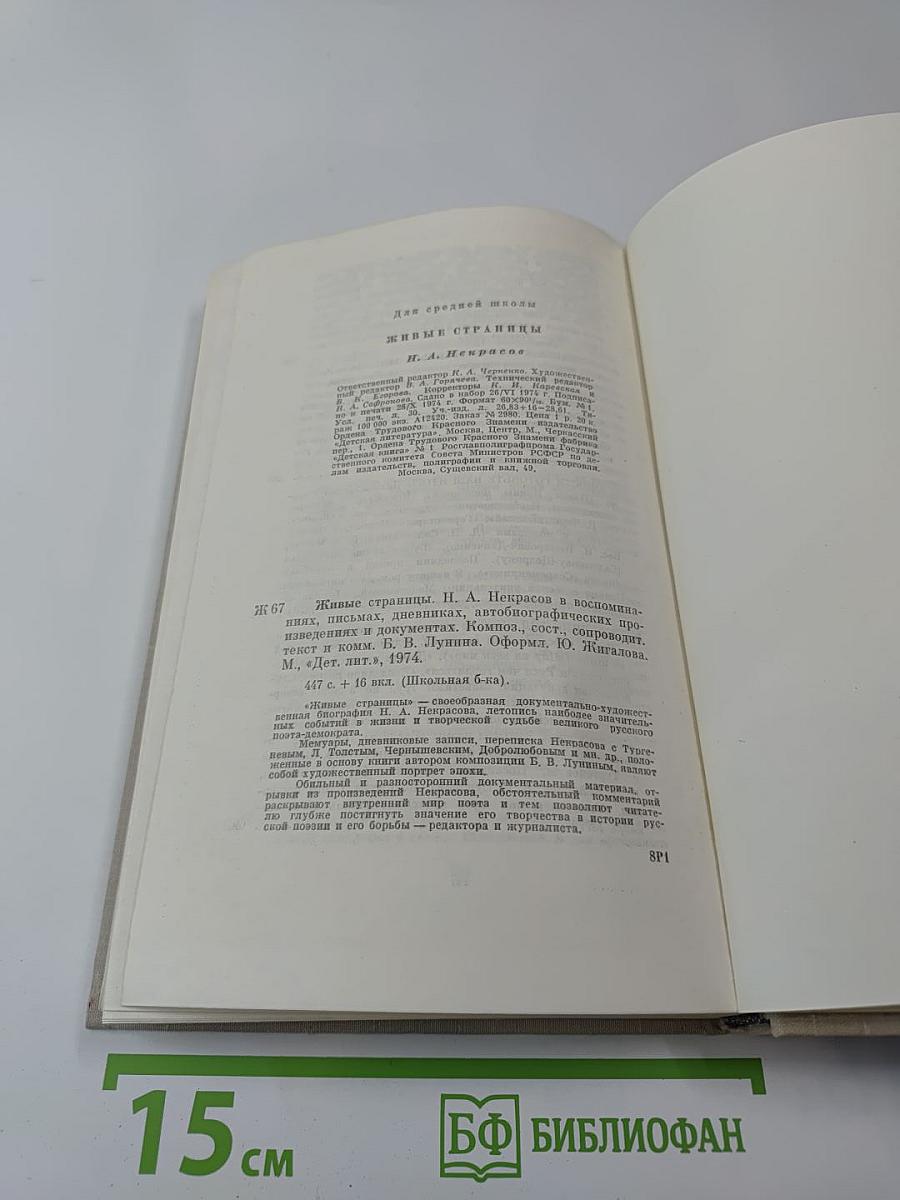 Для средней школы
ЖИВЫЕ СТРАНИЦЫ
Н. А. Некрасов
Ответственный редактор К. А. Черненко. Художествен-
ный редактор В. А. Горячева. Технический редактор
В. К. Егорова. Корректоры К. И. Каревская и
Н. А. Софронова. Сдано в набор 26/VI 1974 г. Подписа-
но к печати 28/X 1974 г. Формат 60×90¹/₁₆. Бум. № 1.
Усл. печ. л. 30. Уч.-изд. л. 26,83+16=28,61. Ти-
раж 100 000 экз. А12420. Заказ № 2980. Цена 1 р. 20 к.
Ордена Трудового Красного Знамени издательство
«Детская литература». Москва, Центр, М. Черкасский
пер., 1. Ордена Трудового Красного Знамени фабрика
«Детская книга» № 1 Росглавполиграфпрома Государ-
ственного комитета Совета Министров РСФСР по де-
лам издательств, полиграфии и книжной торговли.
Москва, Сущевский вал, 49.
Ж 67 Живые страницы. Н. А. Некрасов в воспомина-
ниях, письмах, дневниках, автобиографических про-
изведениях и документах. Композ., сост., сопроводит.
текст и комм. Б. В. Лунина. Оформл. Ю. Жигалова.
М., «Дет. лит.», 1974.
447 с. + 16 вкл. (Школьная б-ка).
«Живые страницы» — своеобразная документально-художест-
венная биография Н. А. Некрасова, летопись наиболее значитель-
ных событий в жизни и творческой судьбе великого русского
поэта-демократа.
Мемуары, дневниковые записи, переписка Некрасова с Турге-
невым, Л. Толстым, Чернышевским, Добролюбовым и мн. др., поло-
женные в основу книги автором композиции Б. В. Луниным, являют
собой художественный портрет эпохи.
Обильный и разносторонний документальный материал, от-
рывки из произведений Некрасова, обстоятельный комментарий
раскрывают внутренний мир поэта и тем позволяют читате-
лю глубже постигнуть значение его творчества в истории рус-
ской поэзии и его борьбы — редактора и журналиста.
8Р1
15 см
БФ БИБЛИОФАН